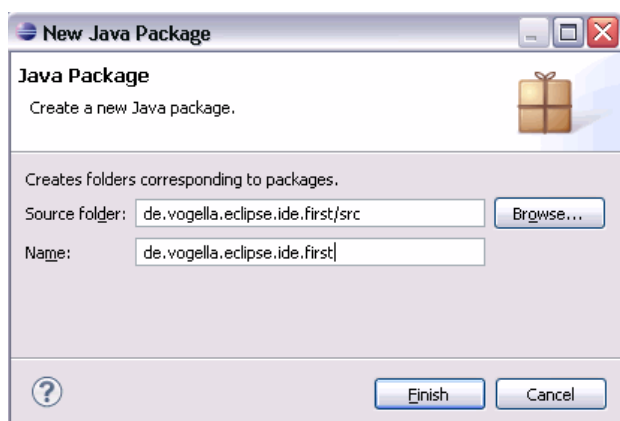 New Java Package
Java Package
Create a new Java package.
Creates folders corresponding to packages.
Source folder: de.vogella.eclipse.ide.first/src Browse...
Name: de.vogella.eclipse.ide.first
? Finish Cancel